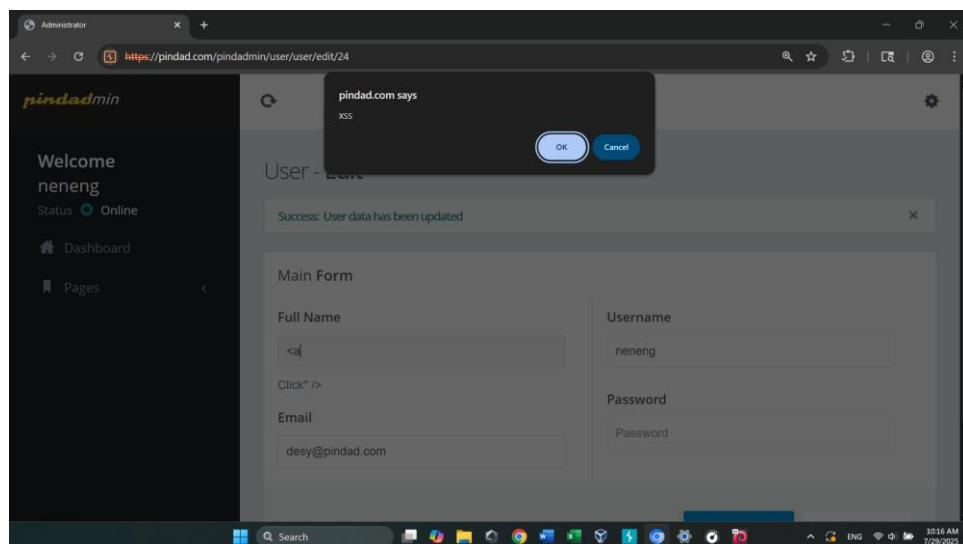 Administrator
https://pindad.com/pindadmin/user/user/edit/24
pindadmin
pindad.com says
xss
OK
Cancel
Welcome
neneng
Status Online
Dashboard
Pages
User - Edit
Success: User data has been updated
Main Form
Full Name
<a
Click" />
Email
desy@pindad.com
Username
neneng
Password
Password
Search
ENG
10:16 AM
7/29/2025